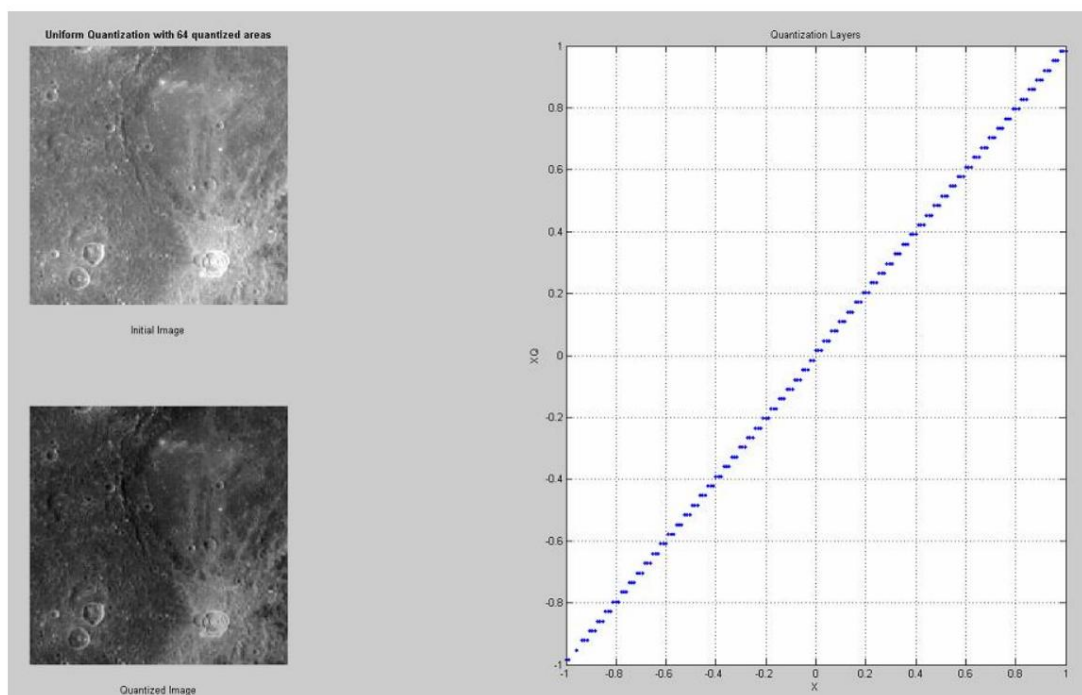 Uniform Quantization with 64 quantized areas
Initial Image
Quantized Image
Quantization Layers
1
0.8
0.6
0.4
0.2
0
-0.2
-0.4
-0.6
-0.8
-1
XQ
-1 -0.8 -0.6 -0.4 -0.2 0 0.2 0.4 0.6 0.8 1
X